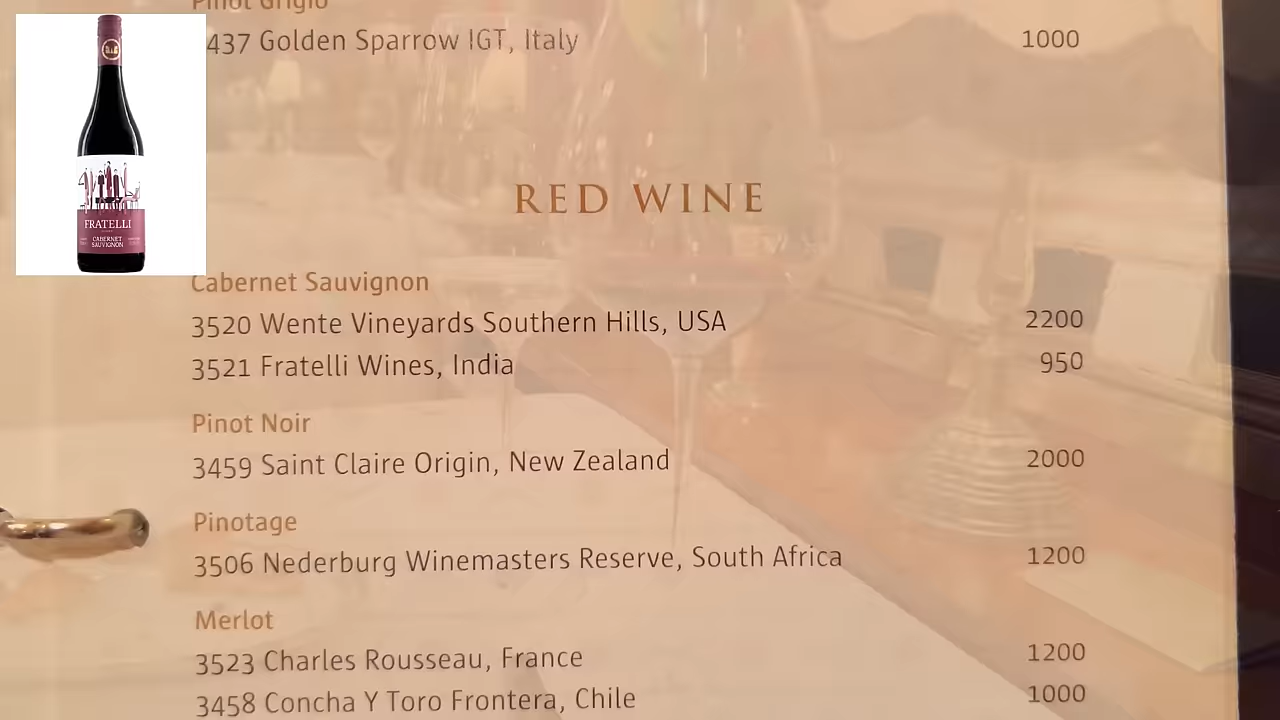 Pinot Grigio
437 Golden Sparrow IGT, Italy 1000
RED WINE
Cabernet Sauvignon
3520 Wente Vineyards Southern Hills, USA 2200
3521 Fratelli Wines, India 950
Pinot Noir
3459 Saint Claire Origin, New Zealand 2000
Pinotage
3506 Nederburg Winemasters Reserve, South Africa 1200
Merlot
3523 Charles Rousseau, France 1200
3458 Concha Y Toro Frontera, Chile 1000
FRATELLI
CABERNET
SAUVIGNON